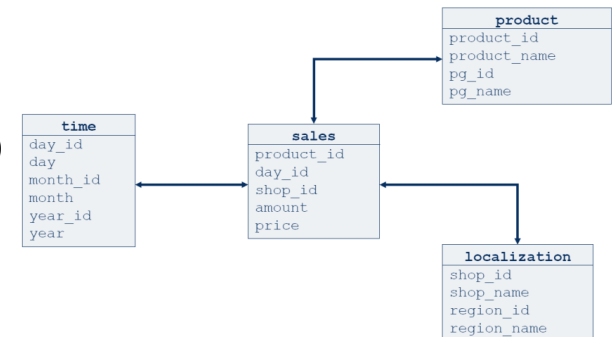 product
product_id
product_name
pg_id
pg_name
time
day_id
day
month_id
month
year_id
year
sales
product_id
day_id
shop_id
amount
price
localization
shop_id
shop_name
region_id
region_name
)